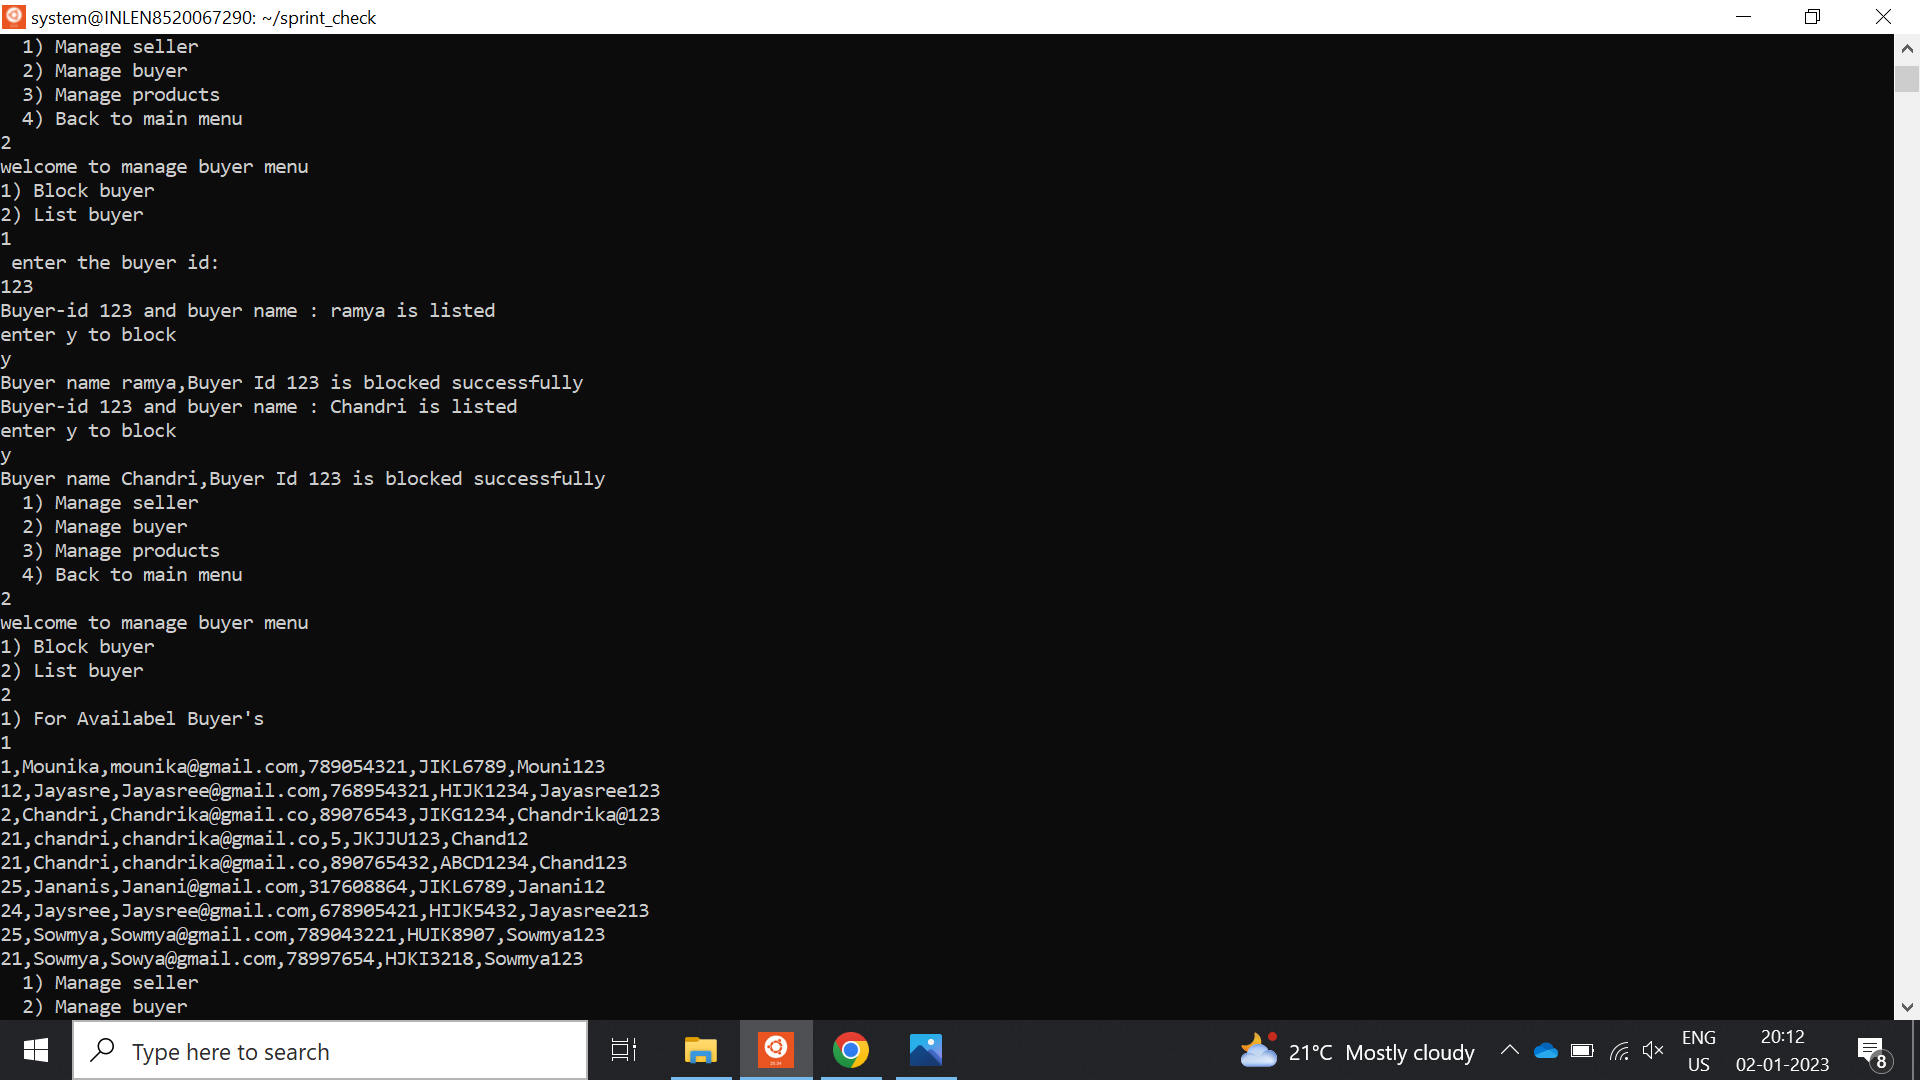 system@INLEN8520067290: ~/sprint_check
1) Manage seller
2) Manage buyer
3) Manage products
4) Back to main menu
2
welcome to manage buyer menu
1) Block buyer
2) List buyer
1
enter the buyer id:
123
Buyer-id 123 and buyer name : ramya is listed
enter y to block
y
Buyer name ramya,Buyer Id 123 is blocked successfully
Buyer-id 123 and buyer name : Chandri is listed
enter y to block
y
Buyer name Chandri,Buyer Id 123 is blocked successfully
1) Manage seller
2) Manage buyer
3) Manage products
4) Back to main menu
2
welcome to manage buyer menu
1) Block buyer
2) List buyer
2
1) For Availabel Buyer's
1
1,Mounika,mounika@gmail.com,789054321,JIKL6789,Mouni123
12,Jayasre,Jayasree@gmail.com,768954321,HIJK1234,Jayasree123
2,Chandri,Chandrika@gmail.co,89076543,JIKG1234,Chandrika@123
21,chandri,chandrika@gmail.co,5,JKJJU123,Chand12
21,Chandri,chandrika@gmail.co,890765432,ABCD1234,Chand123
25,Jananis,Janani@gmail.com,317608864,JIKL6789,Janani12
24,Jaysree,Jaysree@gmail.com,678905421,HIJK5432,Jayasree213
25,Sowmya,Sowmya@gmail.com,789043221,HUIK8907,Sowmya123
21,Sowmya,Sowya@gmail.com,78997654,HJKI3218,Sowmya123
1) Manage seller
2) Manage buyer
Type here to search
21°C Mostly cloudy
ENG
US
20:12
02-01-2023
8